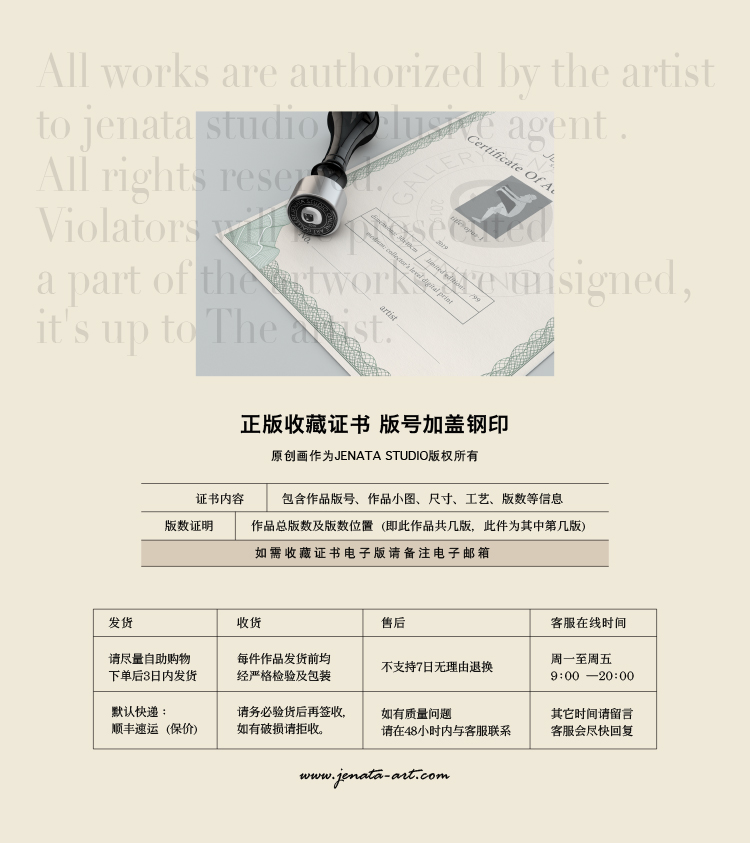 All works are authorized by the artist
to jenata studio clusive agent .
All rights reserved.
Violators will prosecuted
a part of the artworks are unsigned,
it's up to The artist.
Certificate Of
GALLERY
2019
limited edition: /99
medium: collector's level digital print
artist
正版收藏证书 版号加盖钢印
原创画作为JENATA STUDIO版权所有
证书内容 包含作品版号、作品小图、尺寸、工艺、版数等信息
版数证明 作品总版数及版数位置 (即此作品共几版, 此件为其中第几版)
如需收藏证书电子版请备注电子邮箱
发货 收货 售后 客服在线时间
请尽量自助购物 每件作品发货前均 不支持7日无理由退换 周一至周五
下单后3日内发货 经严格检验及包装 9:00 —20:00
默认快递: 请务必验货后再签收, 如有质量问题 其它时间请留言
顺丰速运 (保价) 如有破损请拒收。 请在48小时内与客服联系 客服会尽快回复
www.jenata-art.com